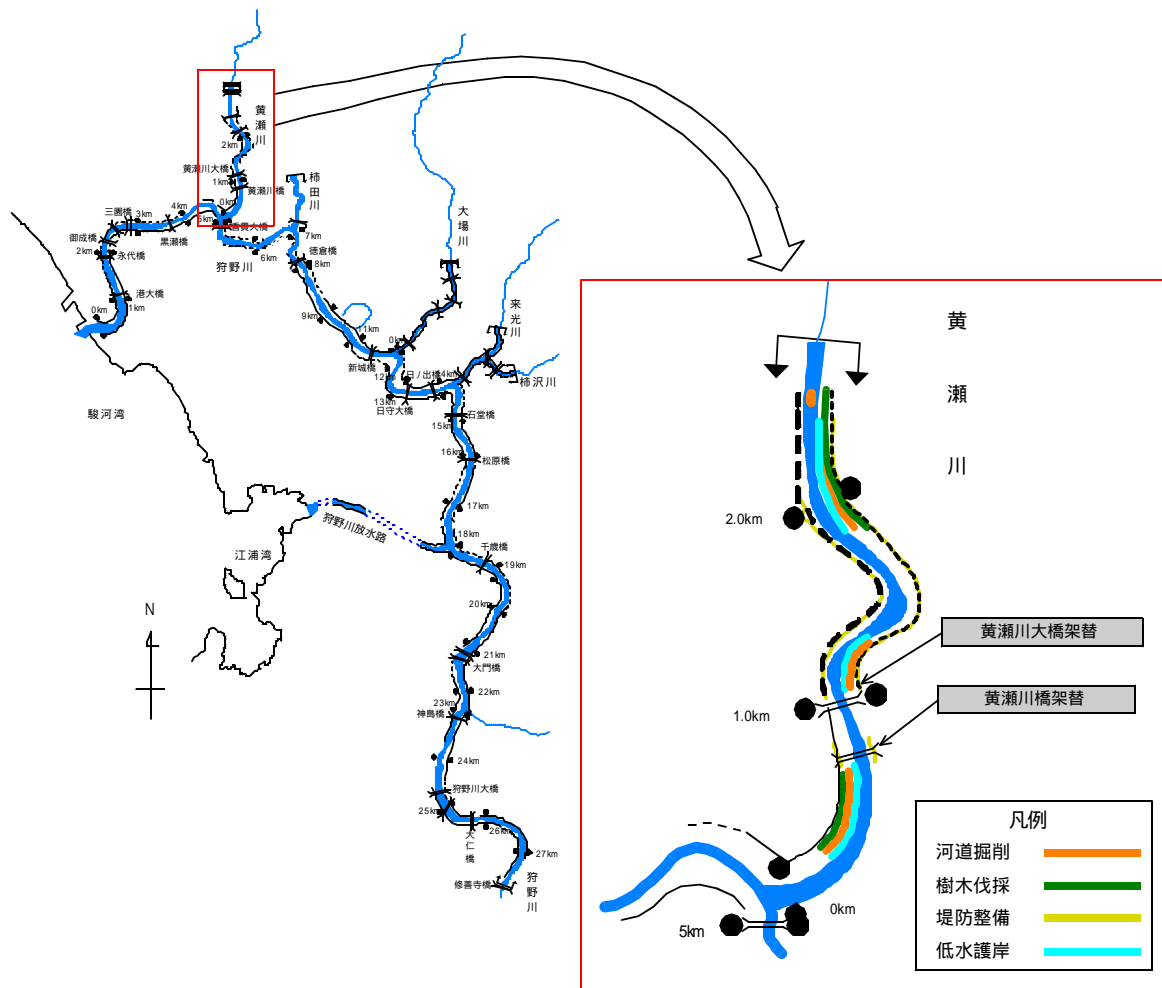 黄瀬川
2km
黄瀬川大橋
1km
黄瀬川橋
0km
柿田川
大場川
来光川
柿沢川
三園橋
3km
4km
5km
香貫大橋
御成橋
2km
永代橋
黒瀬橋
6km
7km
狩野川
徳倉橋
8km
港大橋
0km
1km
9km
11km
0km
新城橋
12km
日ノ出橋
14km
13km
日守大橋
石堂橋
15km
駿河湾
16km
松原橋
17km
狩野川放水路
18km
千歳橋
19km
江浦湾
20km
N
21km
大門橋
22km
23km
神島橋
24km
狩野川大橋
25km
大仁橋
26km
27km
修善寺橋
狩野川
黄瀬川
2.0km
黄瀬川大橋架替
黄瀬川橋架替
1.0km
0km
5km
凡例
河道掘削
樹木伐採
堤防整備
低水護岸